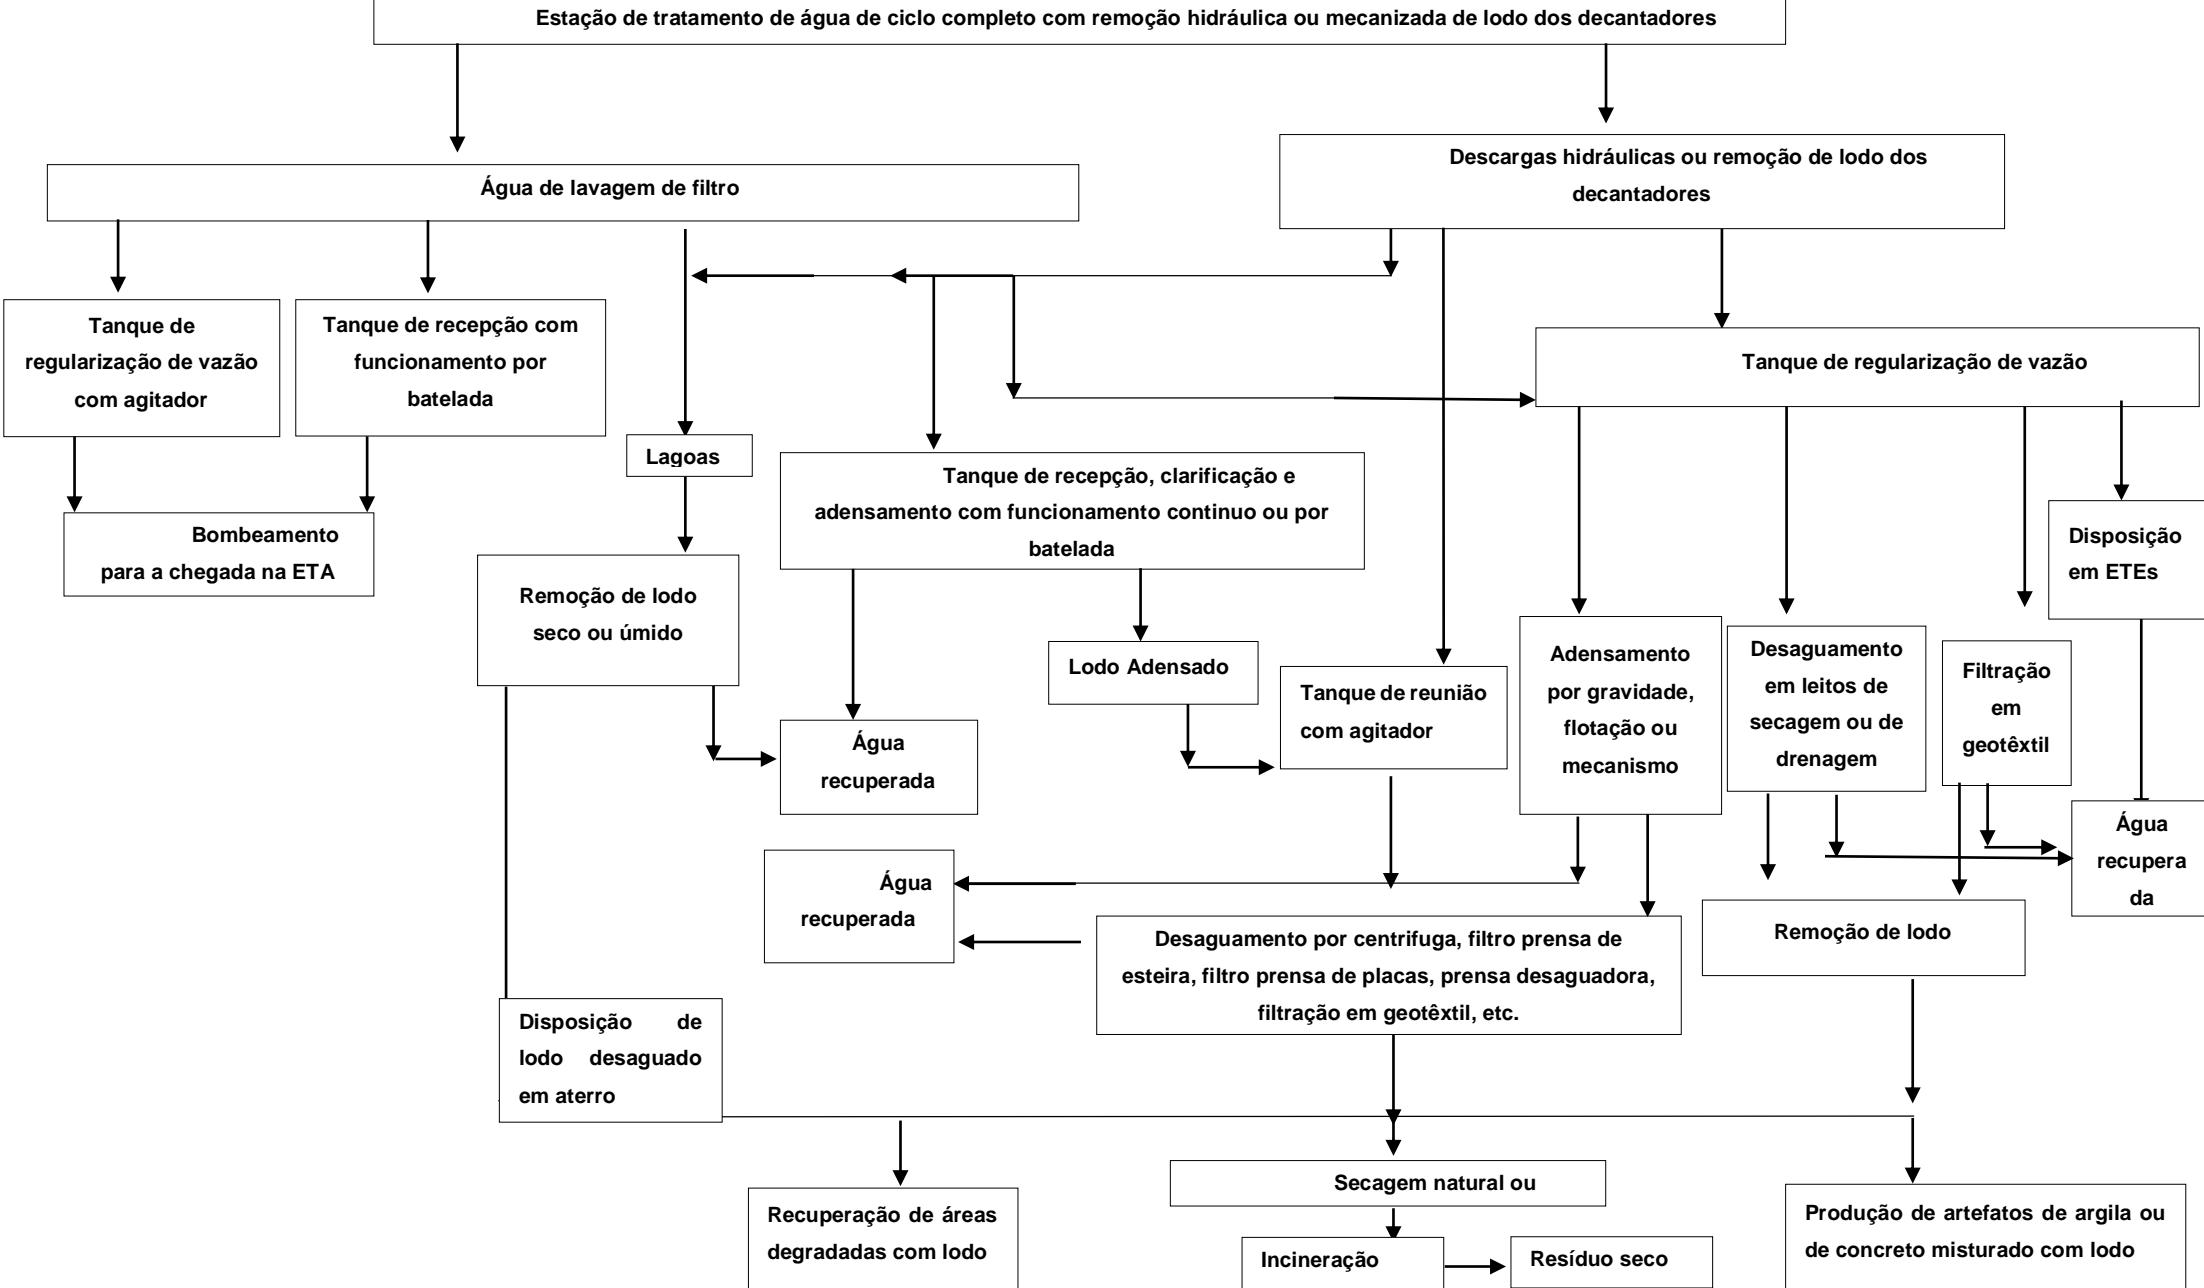 Estação de tratamento de água de ciclo completo com remoção hidráulica ou mecanizada de lodo dos decantadores
Descargas hidráulicas ou remoção de lodo dos
decantadores
Água de lavagem de filtro
Tanque de
regularização de vazão
com agitador
Tanque de recepção com
funcionamento por
batelada
Tanque de regularização de vazão
Lagoas
Tanque de recepção, clarificação e
adensamento com funcionamento continuo ou por
batelada
Bombeamento
para a chegada na ETA
Disposição
em ETEs
Remoção de lodo
seco ou úmido
Lodo Adensado
Tanque de reunião
com agitador
Adensamento
por gravidade,
flotação ou
mecanismo
Desaguamento
em leitos de
secagem ou de
drenagem
Filtração
em
geotêxtil
Água
recuperada
Água
recupera
da
Água
recuperada
Desaguamento por centrifuga, filtro prensa de
esteira, filtro prensa de placas, prensa desaguadora,
filtração em geotêxtil, etc.
Remoção de lodo
Disposição de
lodo desaguado
em aterro
Secagem natural ou
Recuperação de áreas
degradadas com lodo
Incineração
Resíduo seco
Produção de artefatos de argila ou
de concreto misturado com lodo